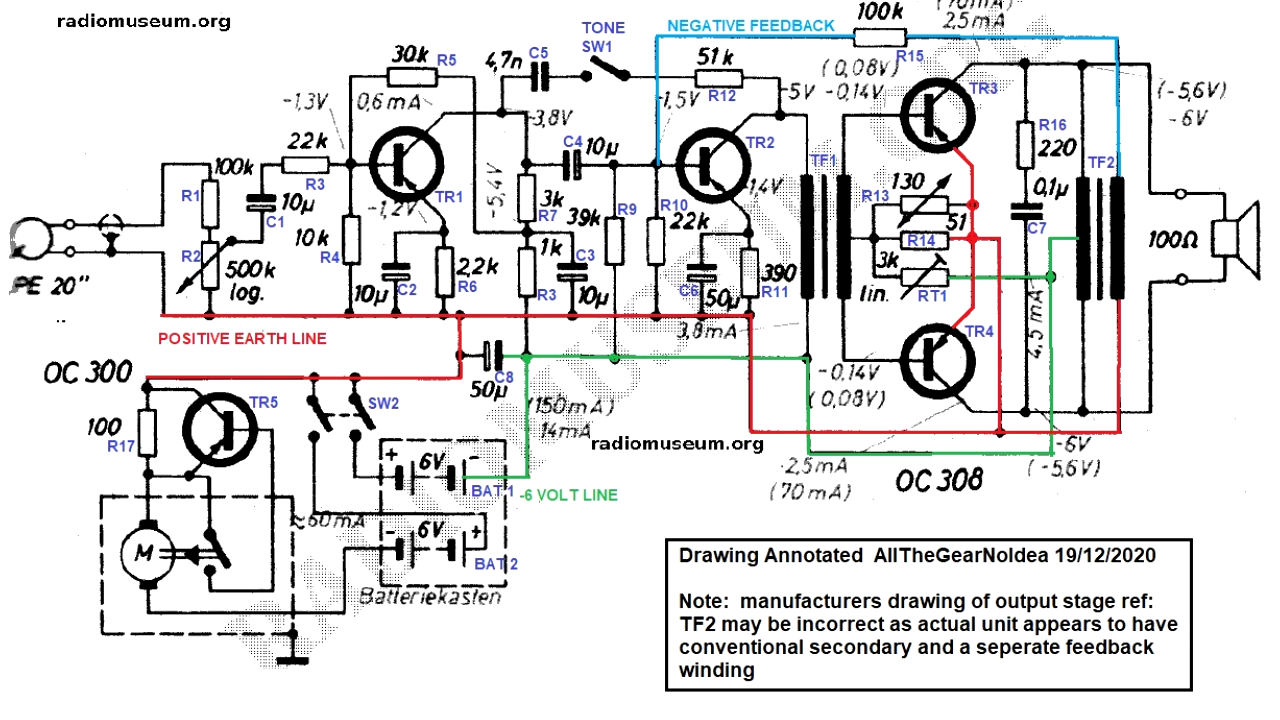 radiomuseum.org
NEGATIVE FEEDBACK
100k
R15
(70mA)
2,5mA
TONE
SW1
30k
R5
4,7n
C5
51k
R12
(0,08V)
-0,14V
TR3
-1,3V
0,6mA
-3,8V
-1,5V
-5V
(-5,6V)
-6V
22k
R3
C4
10µ
TR2
TF1
R16
220
TF2
100k
R1
TR1
-5,4V
3k
R7
-1,4V
R13
130
0,1µ
10µ
C1
-1,2V
39k
R9
R10
22k
51
R14
C7
100Ω
10k
R4
1k
R3
C3
10µ
R2
500k
log.
2,2k
R6
10µ
C2
C6
50µ
390
R11
3k
lin.
RT1
PE 20"
4,5 mA
TR4
POSITIVE EARTH LINE
3,8mA
OC 300
50µ
C8
-0,14V
(0,08V)
TR5
SW2
100
R17
(150mA)
14mA
radiomuseum.org
-6V
(-5,6V)
+
6V
-
BAT 1
-6 VOLT LINE
-2,5mA
(70mA)
OC 308
≈60mA
-
6V
+
BAT 2
M
Batteriekasten
Drawing Annotated AllTheGearNoIdea 19/12/2020
Note: manufacturers drawing of output stage ref:
TF2 may be incorrect as actual unit appears to have
conventional secondary and a seperate feedback
winding